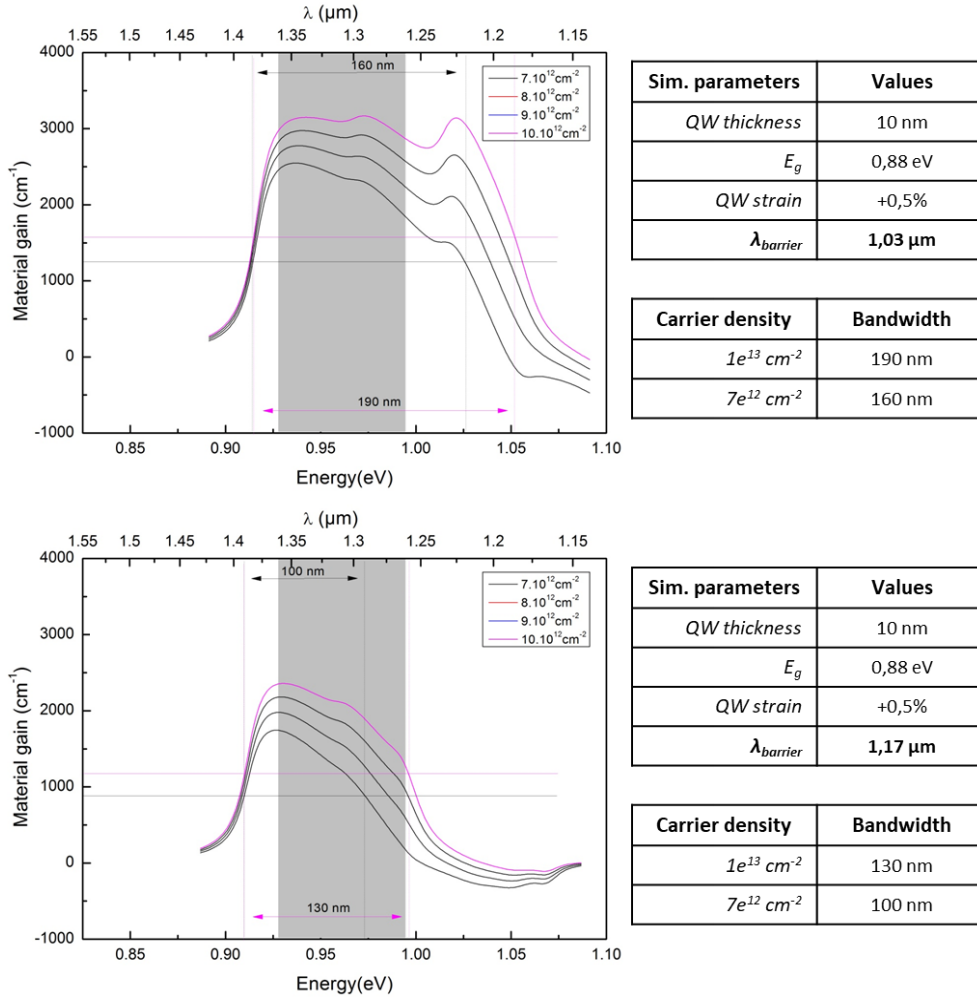 λ (µm)
1.55 1.5 1.45 1.4 1.35 1.3 1.25 1.2 1.15
4000
3000
2000
1000
0
-1000
Material gain (cm⁻¹)
160 nm
7.10¹²cm⁻²
8.10¹²cm⁻²
9.10¹²cm⁻²
10.10¹²cm⁻²
190 nm
0.85 0.90 0.95 1.00 1.05 1.10
Energy(eV)
Sim. parameters Values
QW thickness 10 nm
E_g 0,88 eV
QW strain +0,5%
λ_barrier 1,03 µm
Carrier density Bandwidth
1e¹³ cm⁻² 190 nm
7e¹² cm⁻² 160 nm
λ (µm)
1.55 1.5 1.45 1.4 1.35 1.3 1.25 1.2 1.15
4000
3000
2000
1000
0
-1000
Material gain (cm⁻¹)
100 nm
7.10¹²cm⁻²
8.10¹²cm⁻²
9.10¹²cm⁻²
10.10¹²cm⁻²
130 nm
0.85 0.90 0.95 1.00 1.05 1.10
Energy(eV)
Sim. parameters Values
QW thickness 10 nm
E_g 0,88 eV
QW strain +0,5%
λ_barrier 1,17 µm
Carrier density Bandwidth
1e¹³ cm⁻² 130 nm
7e¹² cm⁻² 100 nm